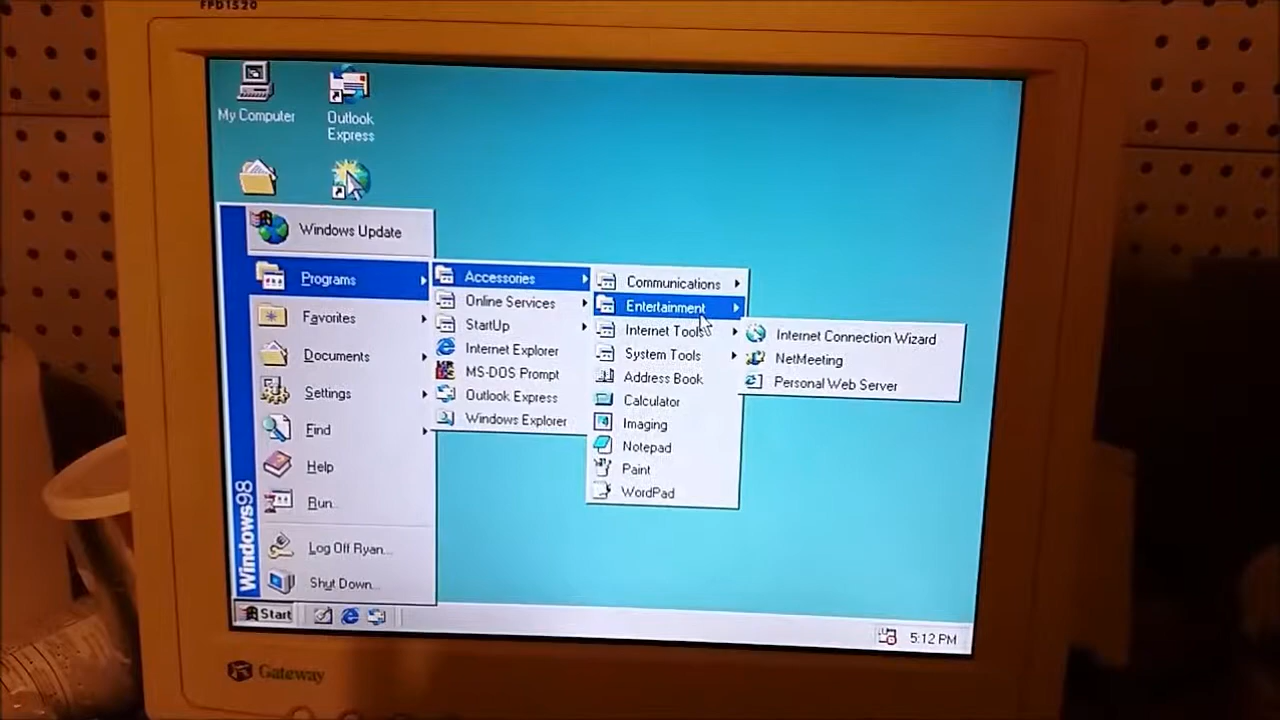 FPD1520
My Computer
Outlook
Express
Windows Update
Programs
Favorites
Documents
Settings
Find
Help
Run...
Log Off Ryan...
Shut Down...
Windows98
Accessories
Online Services
StartUp
Internet Explorer
MS-DOS Prompt
Outlook Express
Windows Explorer
Communications
Entertainment
Internet Tools
System Tools
Address Book
Calculator
Imaging
Notepad
Paint
WordPad
Internet Connection Wizard
NetMeeting
Personal Web Server
Start
5:12 PM
Gateway